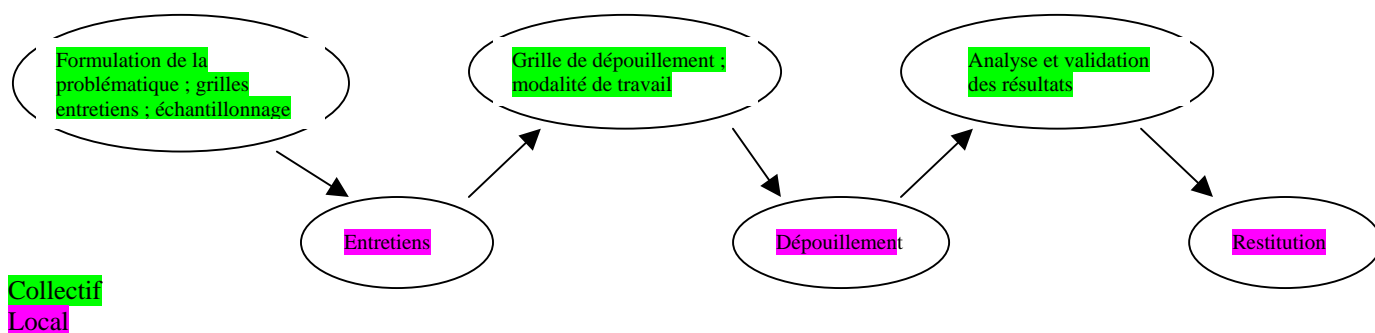 Formulation de la
problématique ; grilles
entretiens ; échantillonnage
Grille de dépouillement ;
modalité de travail
Analyse et validation
des résultats
Entretiens
Dépouillement
Restitution
Collectif
Local